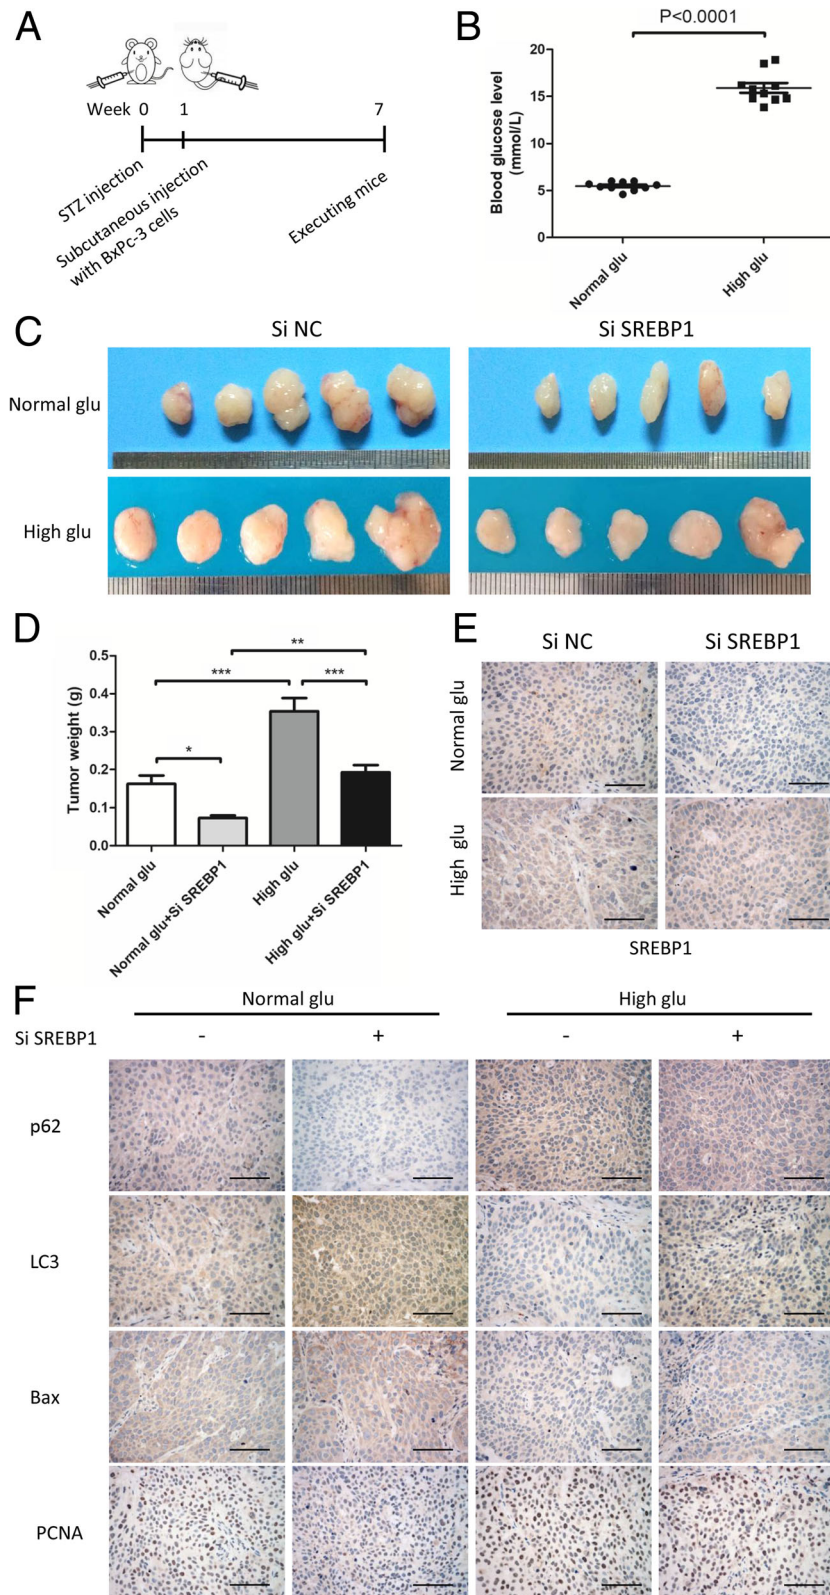 A
Week 0 1 7
STZ injection
Subcutaneous injection
with BxPc-3 cells
Executing mice
B
P<0.0001
Blood glucose level
(mmol/L)
20
15
10
5
0
Normal glu
High glu
C
Si NC
Si SREBP1
Normal glu
High glu
D
Tumor weight (g)
0.5
0.4
0.3
0.2
0.1
0.0
**
***
***
*
Normal glu
Normal glu+Si SREBP1
High glu
High glu+Si SREBP1
E
Si NC
Si SREBP1
Normal glu
High glu
SREBP1
F
Normal glu
High glu
Si SREBP1 - + - +
p62
LC3
Bax
PCNA